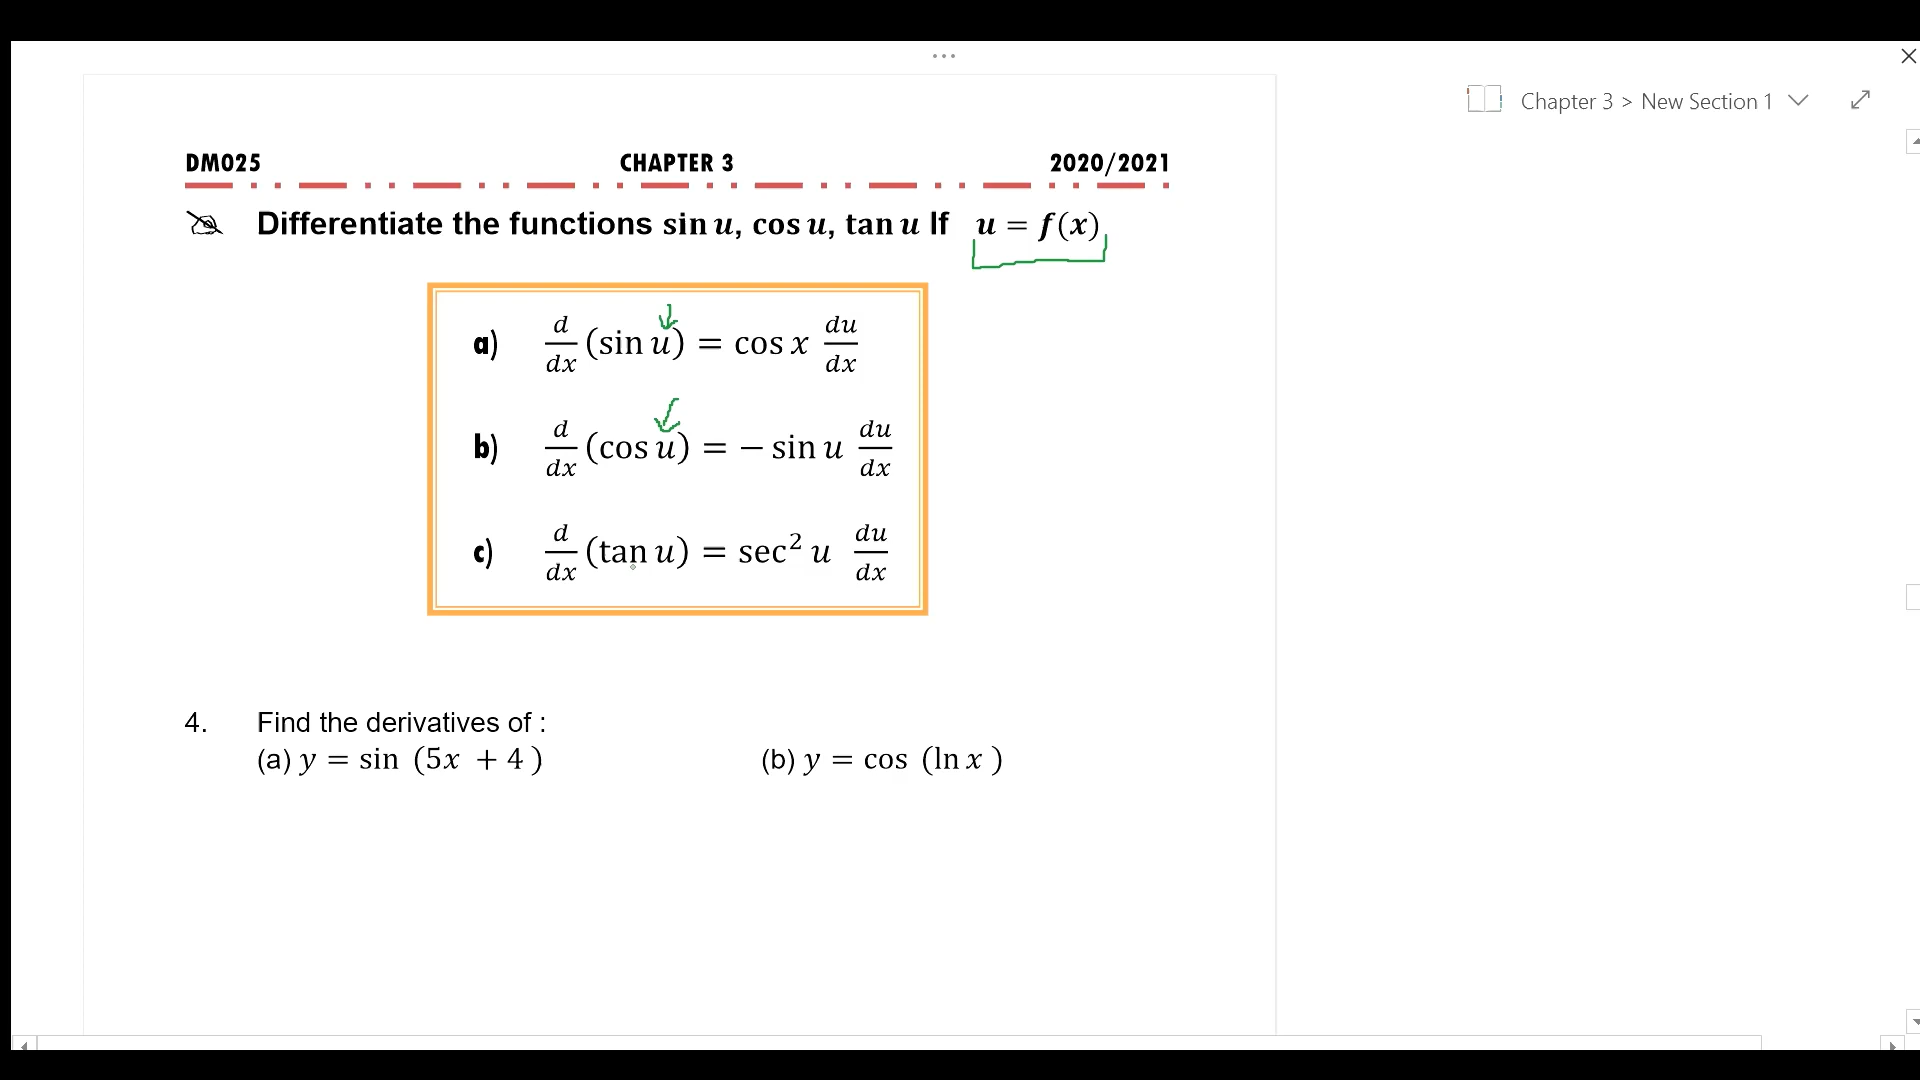 Chapter 3 > New Section 1
DM025 CHAPTER 3 2020/2021
Differentiate the functions sin u, cos u, tan u If u = f(x)
a) d/dx (sin u) = cos x du/dx
b) d/dx (cos u) = − sin u du/dx
c) d/dx (tan u) = sec² u du/dx
4. Find the derivatives of :
(a) y = sin (5x + 4 ) (b) y = cos (ln x )